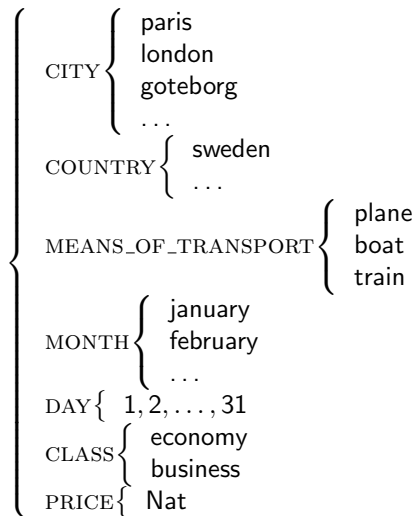 paris
london
CITY
goteborg
...
sweden
COUNTRY
...
plane
MEANS_OF_TRANSPORT
boat
train
january
MONTH
february
...
DAY 1, 2, ..., 31
economy
CLASS
business
PRICE Nat